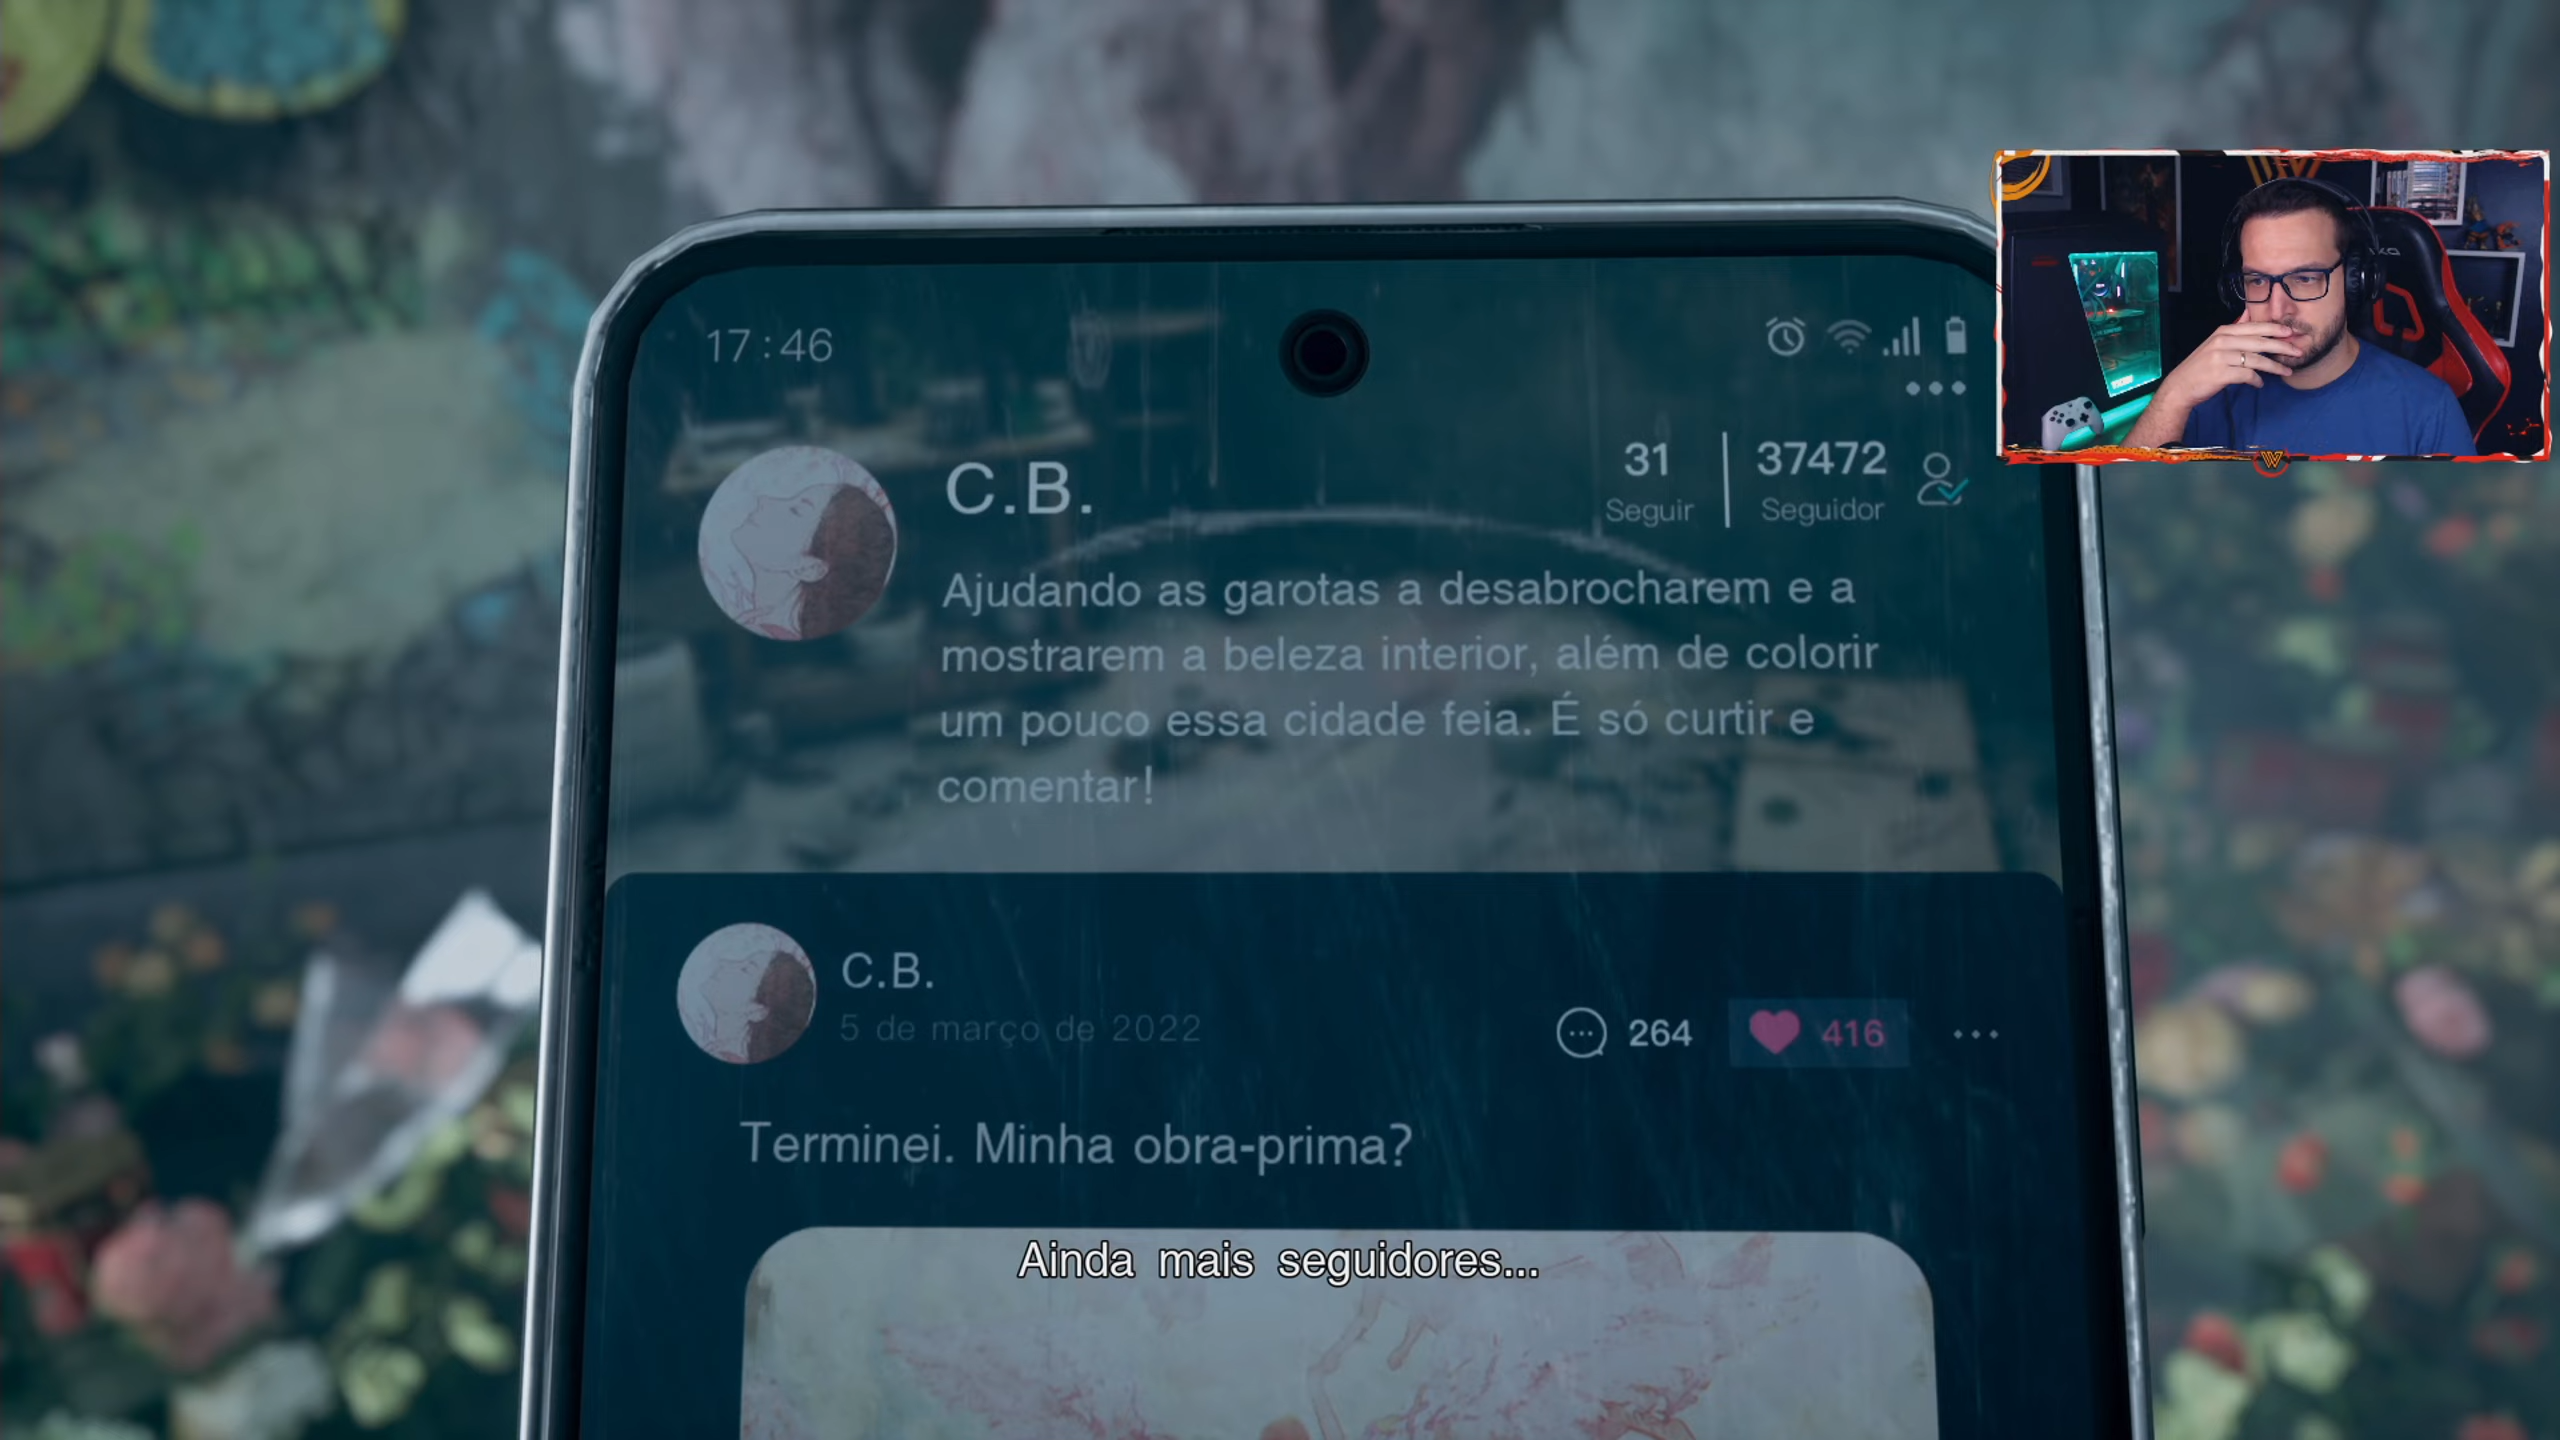 17:46
C.B.
31
Seguir
37472
Seguidor
Ajudando as garotas a desabrocharem e a
mostrarem a beleza interior, além de colorir
um pouco essa cidade feia. É só curtir e
comentar!
C.B.
5 de março de 2022
264
416
Terminei. Minha obra-prima?
Ainda mais seguidores...